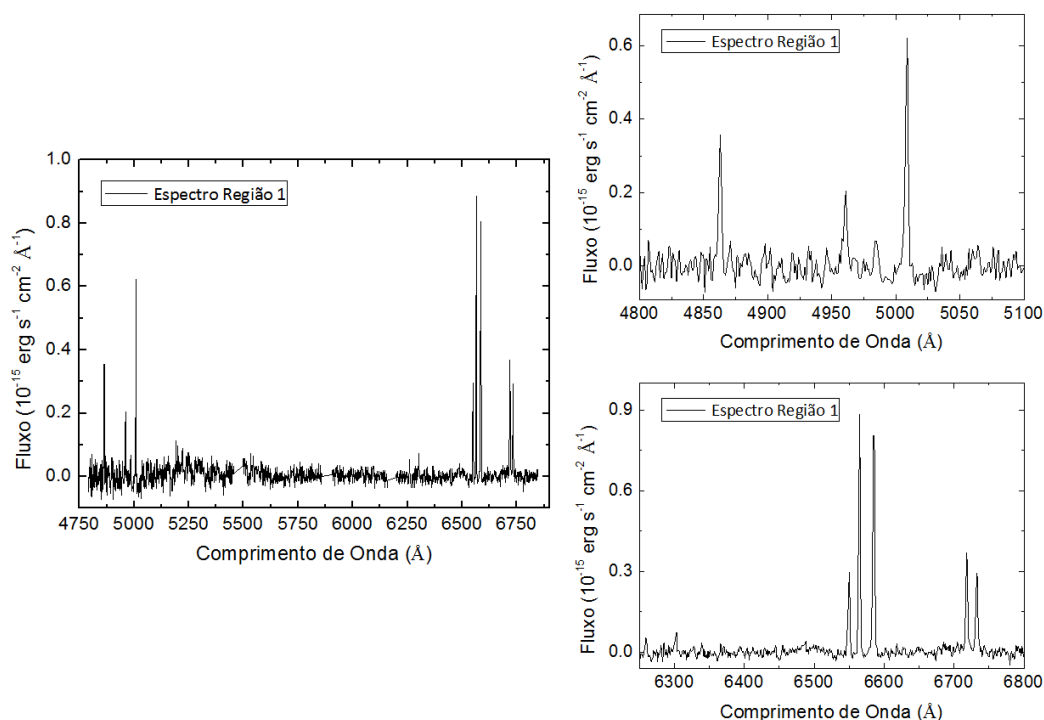 1.0
0.8
0.6
0.4
0.2
0.0
4750 5000 5250 5500 5750 6000 6250 6500 6750
Fluxo (10⁻¹⁵ erg s⁻¹ cm⁻² Å⁻¹)
Comprimento de Onda (Å)
Espectro Região 1
0.6
0.4
0.2
0.0
4800 4850 4900 4950 5000 5050 5100
Fluxo (10⁻¹⁵ erg s⁻¹ cm⁻² Å⁻¹)
Comprimento de Onda (Å)
Espectro Região 1
0.9
0.6
0.3
0.0
6300 6400 6500 6600 6700 6800
Fluxo (10⁻¹⁵ erg s⁻¹ cm⁻² Å⁻¹)
Comprimento de Onda (Å)
Espectro Região 1